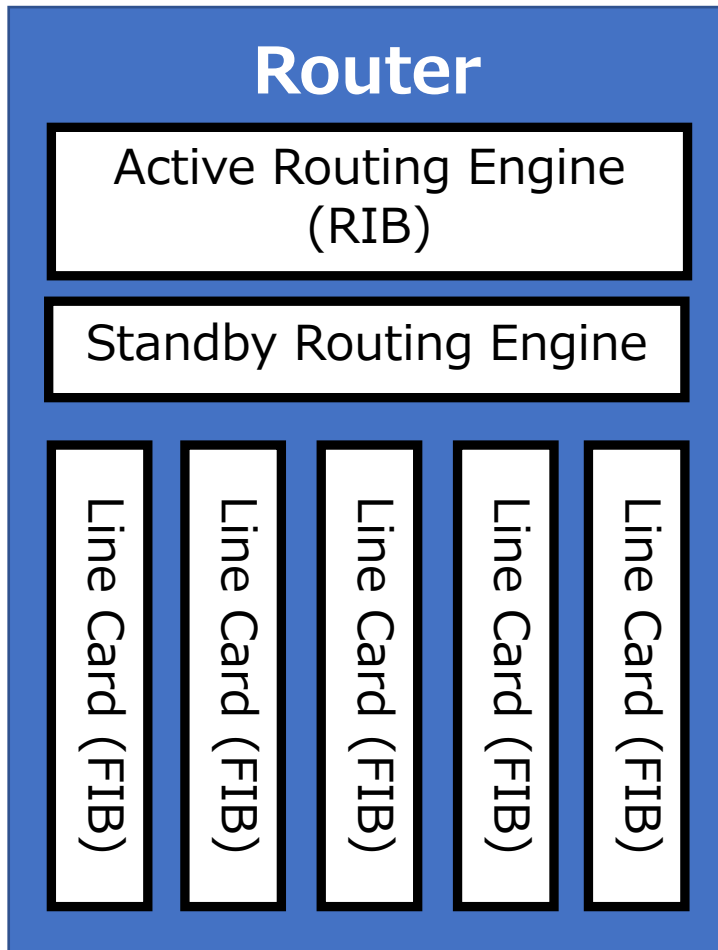 Router
Active Routing Engine
(RIB)
Standby Routing Engine
Line Card (FIB)
Line Card (FIB)
Line Card (FIB)
Line Card (FIB)
Line Card (FIB)